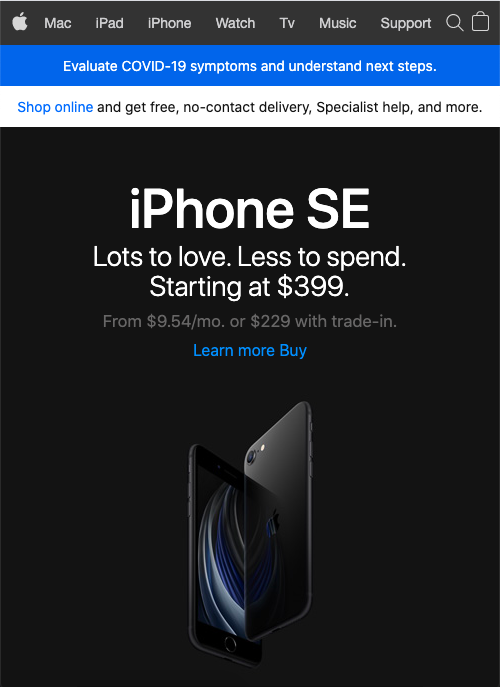 Mac iPad iPhone Watch Tv Music Support
Evaluate COVID-19 symptoms and understand next steps.
Shop online and get free, no-contact delivery, Specialist help, and more.
iPhone SE
Lots to love. Less to spend.
Starting at $399.
From $9.54/mo. or $229 with trade-in.
Learn more Buy